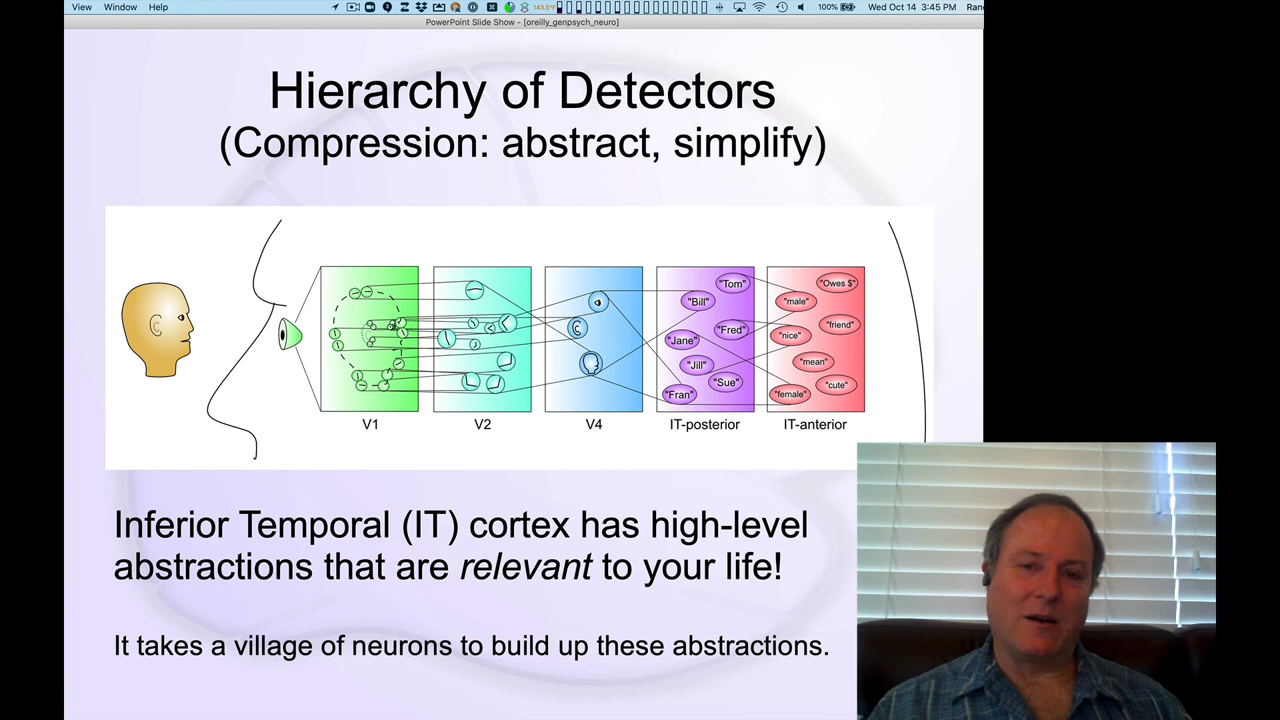 View Window Help 143.5°F 100% Wed Oct 14 3:45 PM Ran
PowerPoint Slide Show - [oreilly_genpsych_neuro]
Hierarchy of Detectors
(Compression: abstract, simplify)
"Tom"
"Bill"
"Fred"
"Jane"
"Jill"
"Sue"
"Fran"
"Owes $"
"male"
"friend"
"nice"
"mean"
"cute"
"female"
V1 V2 V4 IT-posterior IT-anterior
Inferior Temporal (IT) cortex has high-level
abstractions that are relevant to your life!
It takes a village of neurons to build up these abstractions.